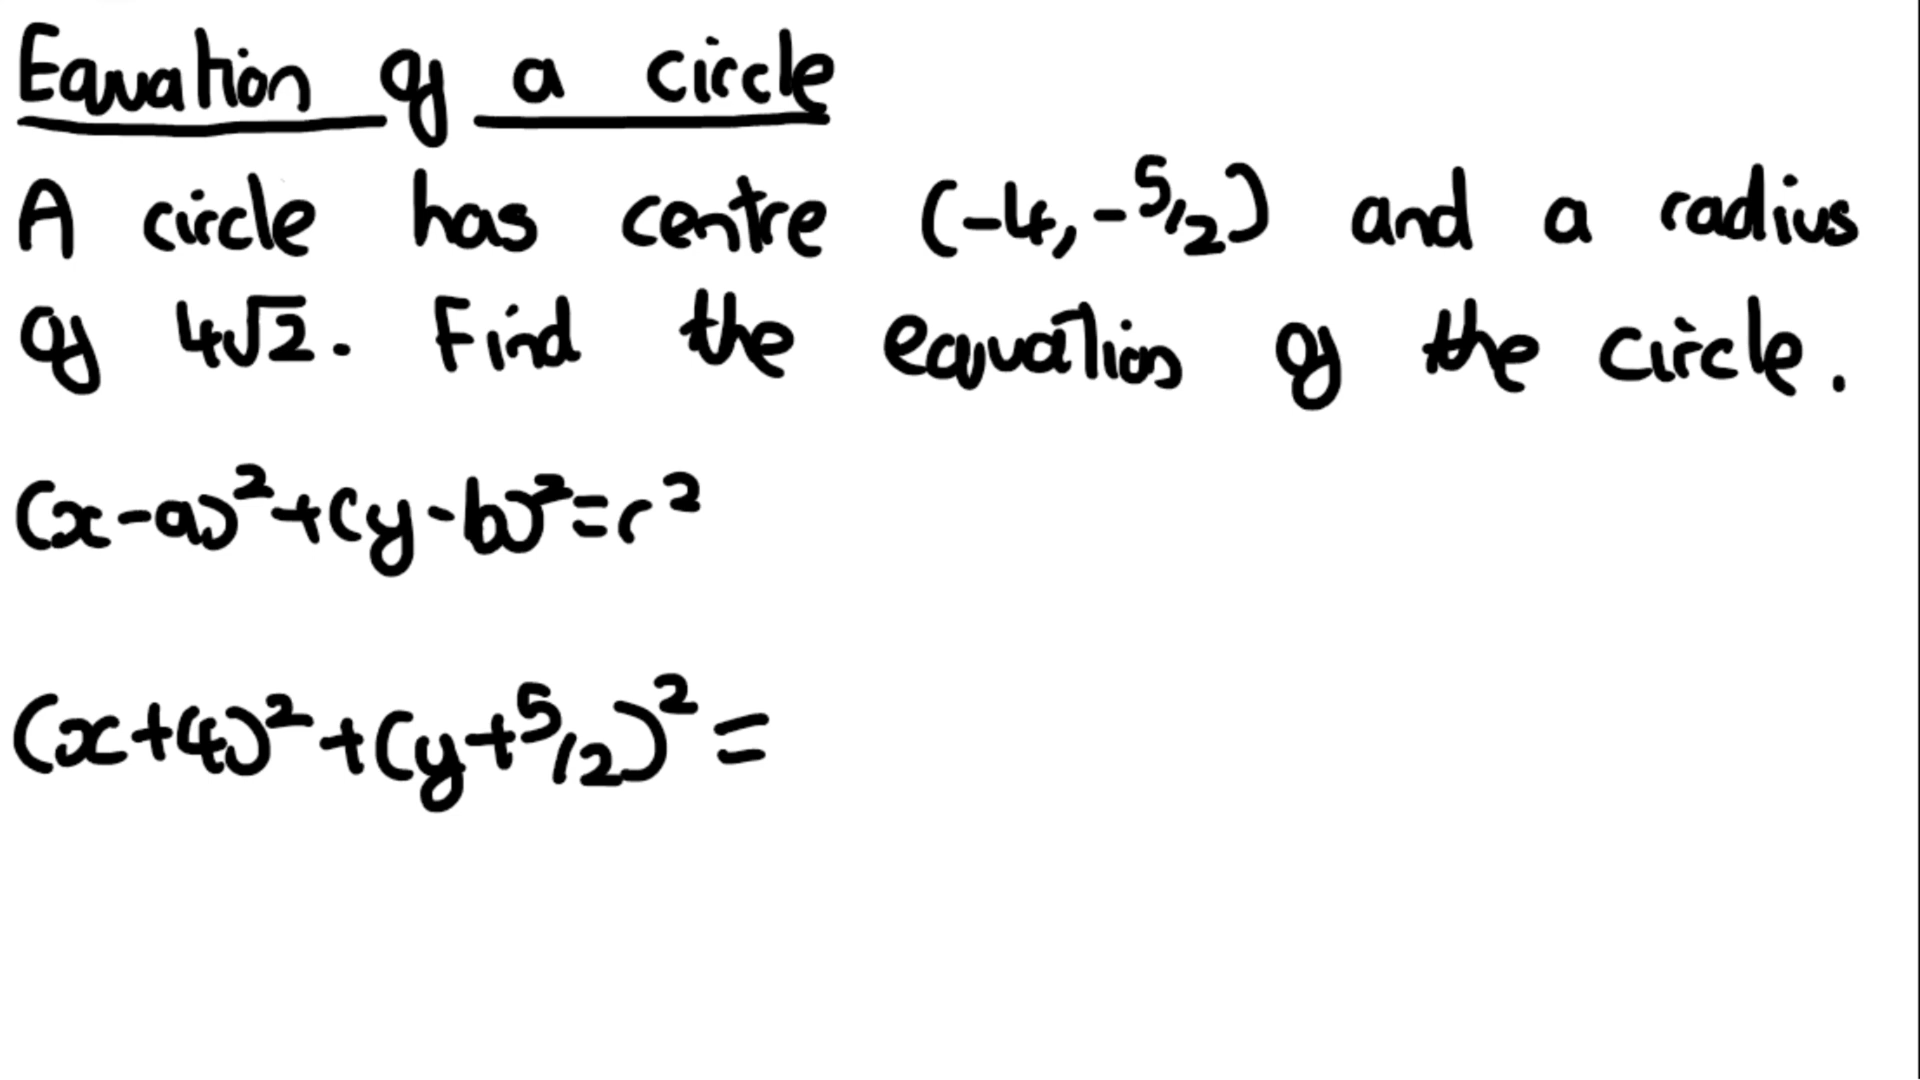 Equation of a circle
A circle has centre (-4, -5/2) and a radius
of 4√2. Find the equation of the circle.
(x-a)²+(y-b)²=r²
(x+4)²+(y+5/2)²=